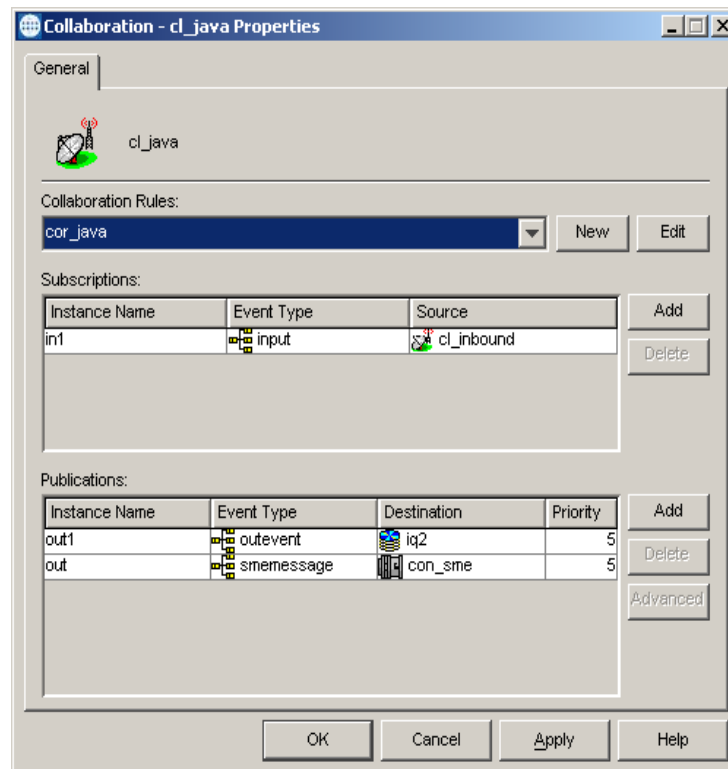 Collaboration - cl_java Properties
General
cl_java
Collaboration Rules:
cor_java
New
Edit
Subscriptions:
Instance Name Event Type Source
in1 input cl_inbound
Add
Delete
Publications:
Instance Name Event Type Destination Priority
out1 outevent iq2 5
out smemessage con_sme 5
Add
Delete
Advanced
OK Cancel Apply Help